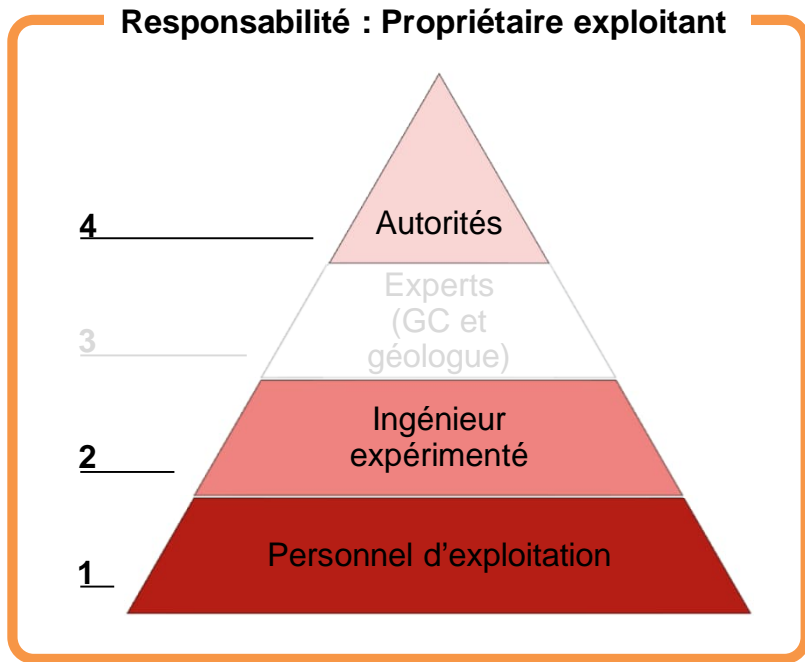 Responsabilité : Propriétaire exploitant
4
Autorités
3
Experts
(GC et
géologue)
2
Ingénieur
expérimenté
1
Personnel d’exploitation